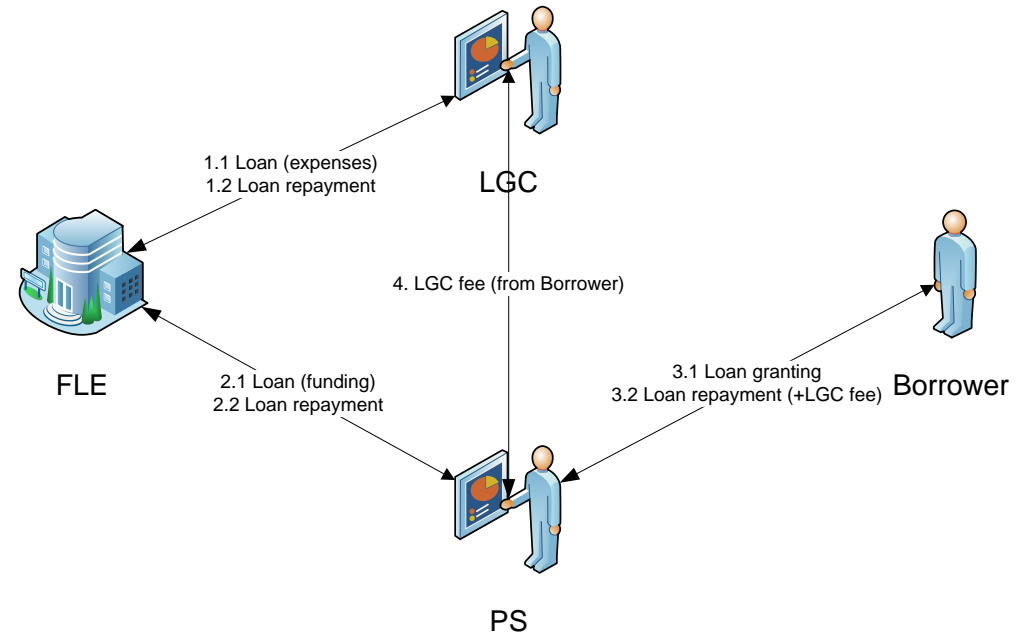 1.1 Loan (expenses)
1.2 Loan repayment
LGC
4. LGC fee (from Borrower)
FLE
2.1 Loan (funding)
2.2 Loan repayment
3.1 Loan granting
3.2 Loan repayment (+LGC fee)
Borrower
PS